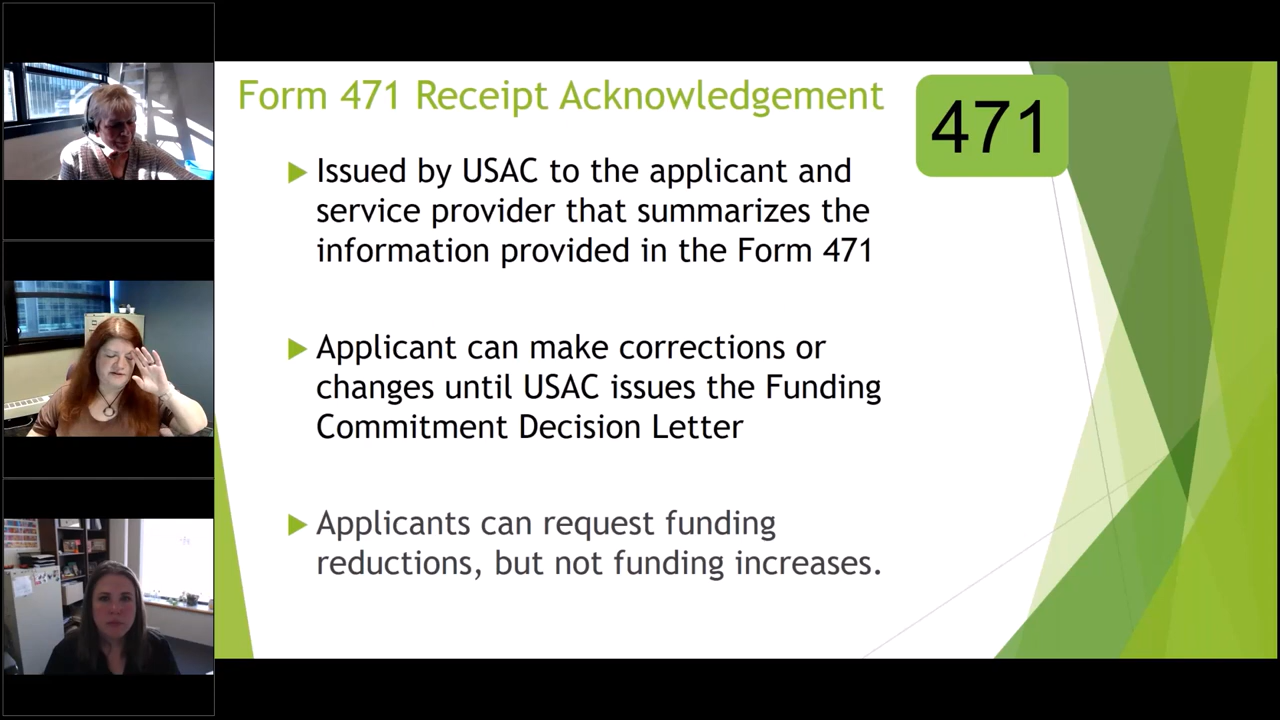 Form 471 Receipt Acknowledgement
471
Issued by USAC to the applicant and
service provider that summarizes the
information provided in the Form 471
Applicant can make corrections or
changes until USAC issues the Funding
Commitment Decision Letter
Applicants can request funding
reductions, but not funding increases.